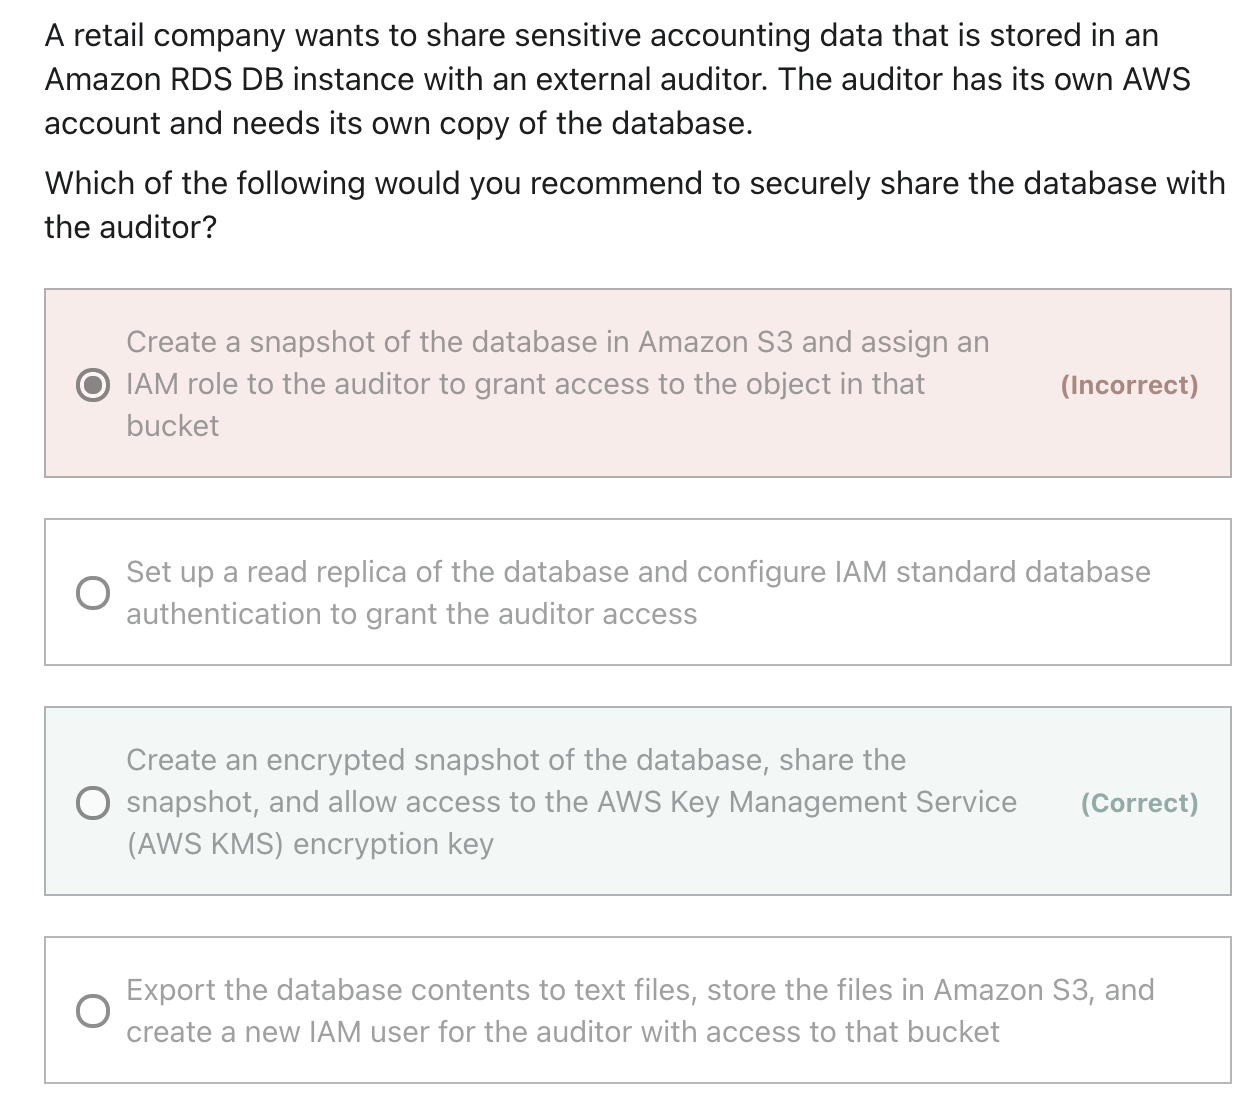 A retail company wants to share sensitive accounting data that is stored in an
Amazon RDS DB instance with an external auditor. The auditor has its own AWS
account and needs its own copy of the database.
Which of the following would you recommend to securely share the database with
the auditor?
Create a snapshot of the database in Amazon S3 and assign an
IAM role to the auditor to grant access to the object in that
bucket
(Incorrect)
Set up a read replica of the database and configure IAM standard database
authentication to grant the auditor access
Create an encrypted snapshot of the database, share the
snapshot, and allow access to the AWS Key Management Service
(AWS KMS) encryption key
(Correct)
Export the database contents to text files, store the files in Amazon S3, and
create a new IAM user for the auditor with access to that bucket